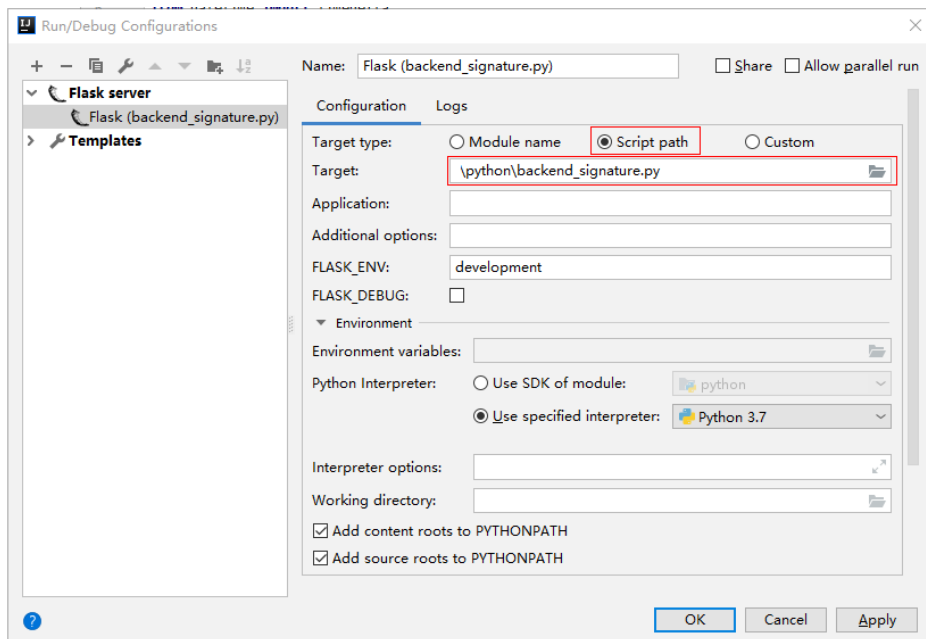 Run/Debug Configurations
Name: Flask (backend_signature.py) Share Allow parallel run
Flask server
Flask (backend_signature.py)
Templates
Configuration Logs
Target type: Module name Script path Custom
Target: \python\backend_signature.py
Application:
Additional options:
FLASK_ENV: development
FLASK_DEBUG:
Environment
Environment variables:
Python Interpreter: Use SDK of module: python
Use specified interpreter: Python 3.7
Interpreter options:
Working directory:
Add content roots to PYTHONPATH
Add source roots to PYTHONPATH
? OK Cancel Apply